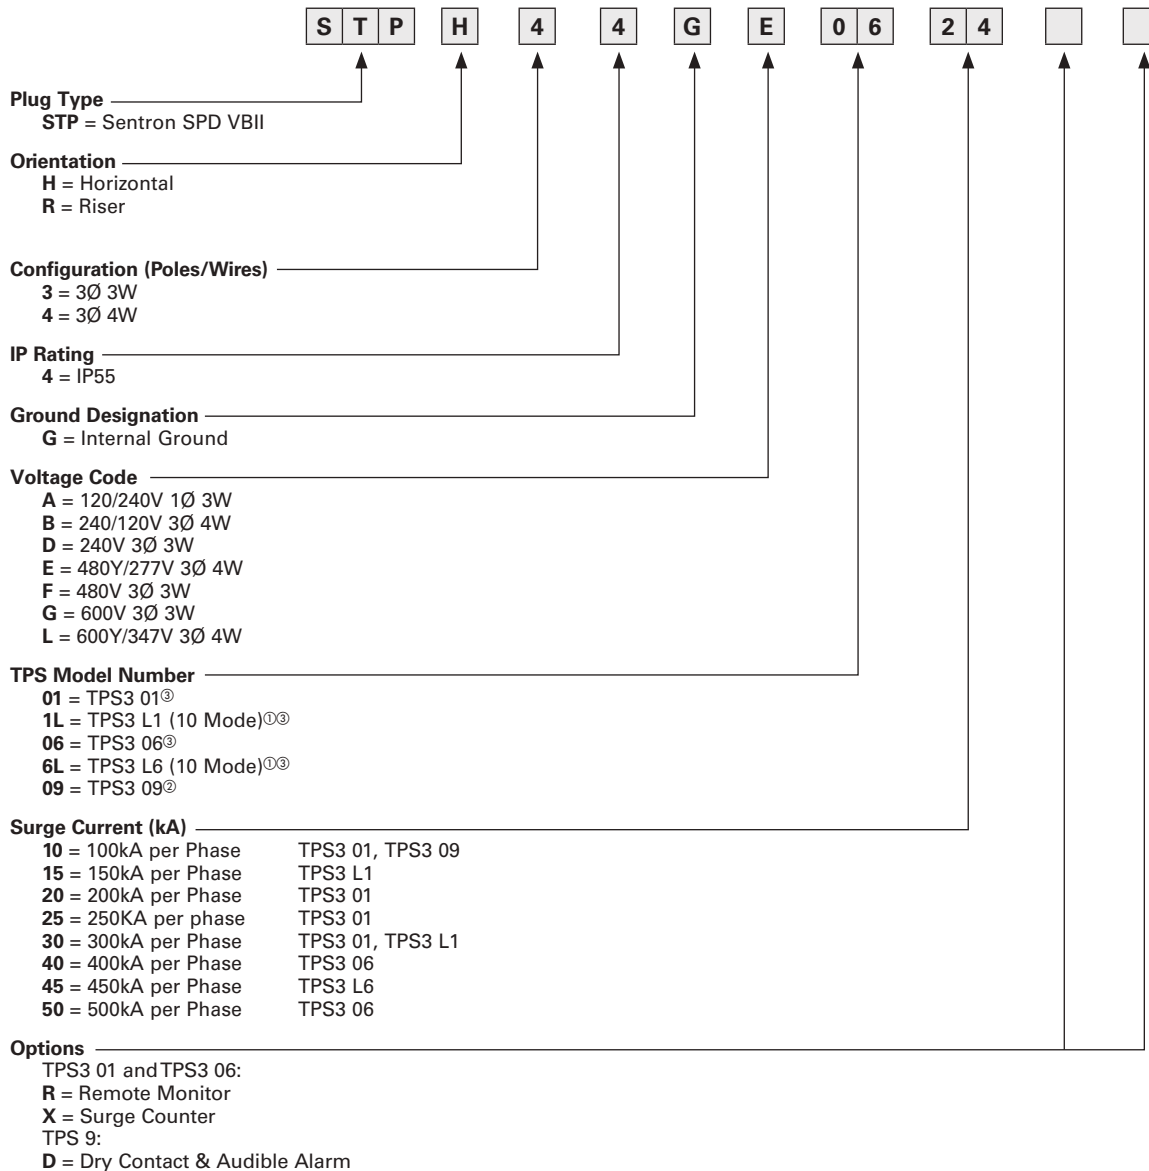 S T P H 4 4 G E 0 6 2 4
Plug Type
STP = Sentron SPD VBII
Orientation
H = Horizontal
R = Riser
Configuration (Poles/Wires)
3 = 3Ø 3W
4 = 3Ø 4W
IP Rating
4 = IP55
Ground Designation
G = Internal Ground
Voltage Code
A = 120/240V 1Ø 3W
B = 240/120V 3Ø 4W
D = 240V 3Ø 3W
E = 480Y/277V 3Ø 4W
F = 480V 3Ø 3W
G = 600V 3Ø 3W
L = 600Y/347V 3Ø 4W
TPS Model Number
01 = TPS3 01③
1L = TPS3 L1 (10 Mode)①③
06 = TPS3 06③
6L = TPS3 L6 (10 Mode)①③
09 = TPS3 09②
Surge Current (kA)
10 = 100kA per Phase TPS3 01, TPS3 09
15 = 150kA per Phase TPS3 L1
20 = 200kA per Phase TPS3 01
25 = 250KA per phase TPS3 01
30 = 300kA per Phase TPS3 01, TPS3 L1
40 = 400kA per Phase TPS3 06
45 = 450kA per Phase TPS3 L6
50 = 500kA per Phase TPS3 06
Options
TPS3 01 and TPS3 06:
R = Remote Monitor
X = Surge Counter
TPS 9:
D = Dry Contact & Audible Alarm